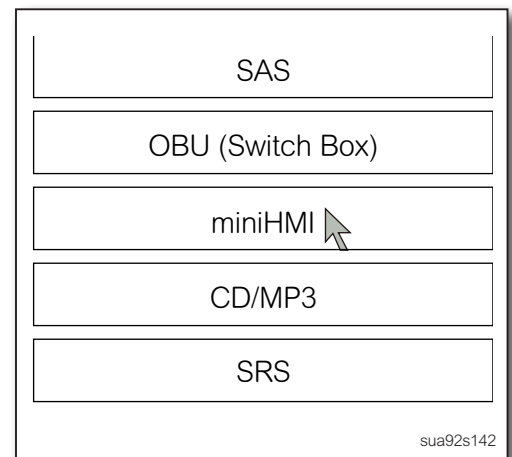 SAS
OBU (Switch Box)
miniHMI
CD/MP3
SRS
sua92s142